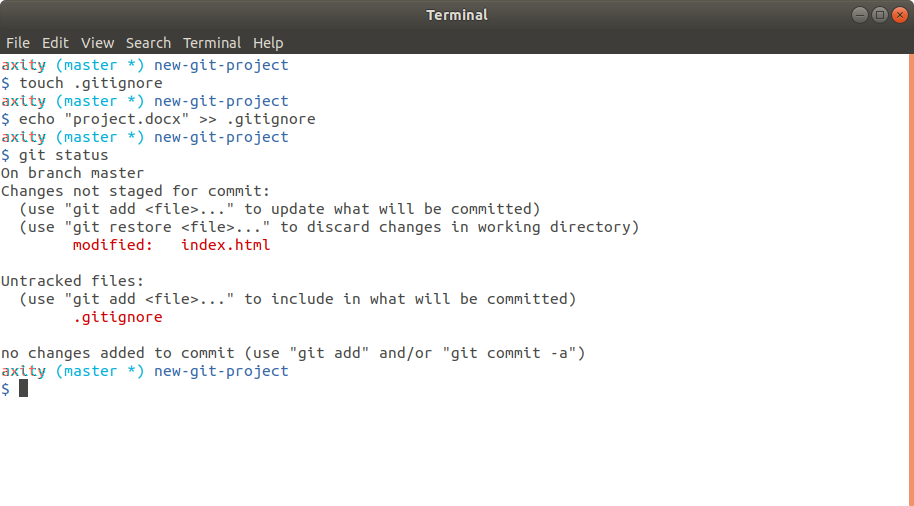 Terminal
File Edit View Search Terminal Help
axity (master *) new-git-project
$ touch .gitignore
axity (master *) new-git-project
$ echo "project.docx" >> .gitignore
axity (master *) new-git-project
$ git status
On branch master
Changes not staged for commit:
  (use "git add <file>..." to update what will be committed)
  (use "git restore <file>..." to discard changes in working directory)
        modified:   index.html

Untracked files:
  (use "git add <file>..." to include in what will be committed)
        .gitignore

no changes added to commit (use "git add" and/or "git commit -a")
axity (master *) new-git-project
$